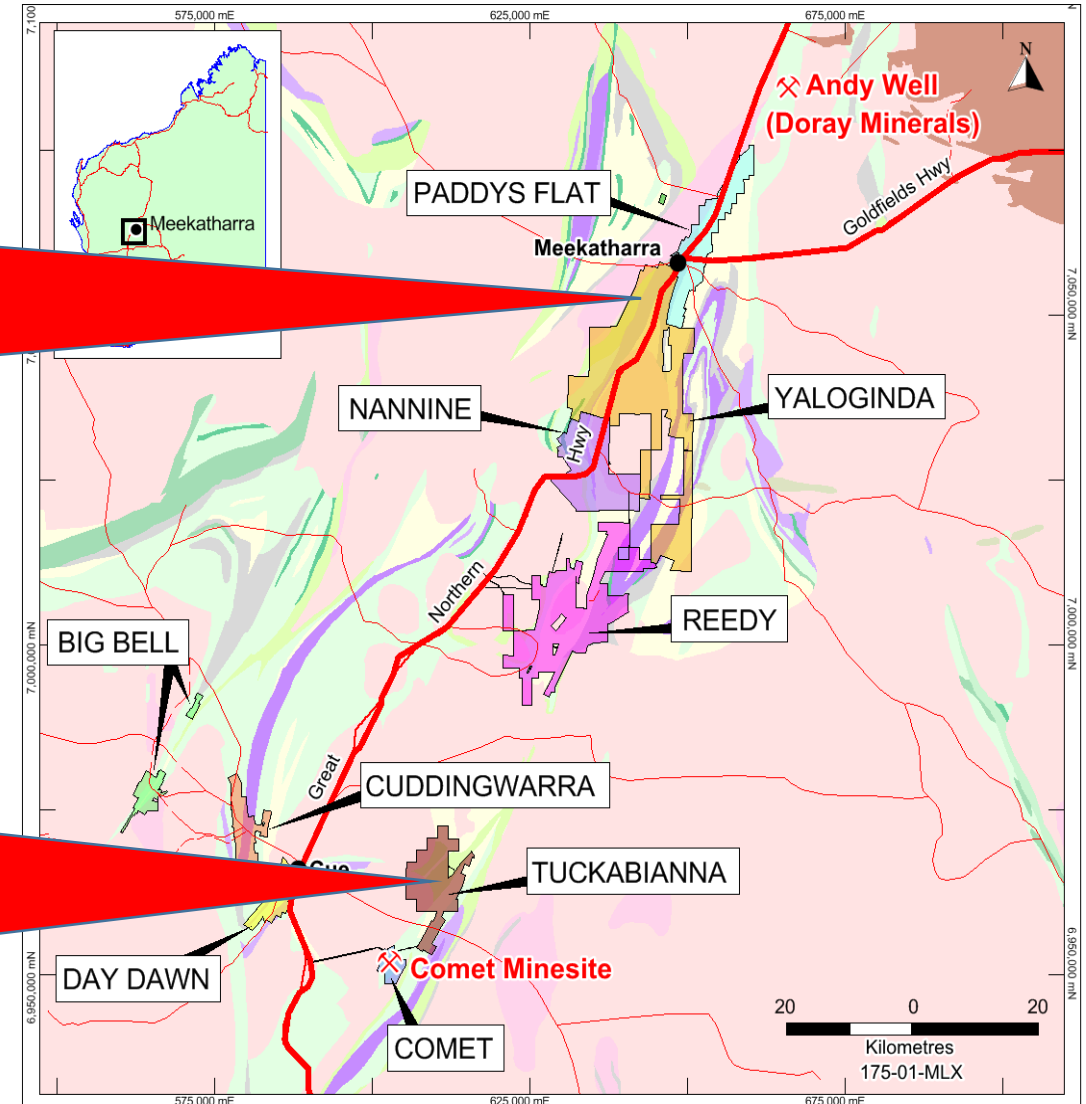 575,000 mE
625,000 mE
675,000 mE
7,100
N
Andy Well
(Doray Minerals)
PADDYS FLAT
Goldfields Hwy
Meekatharra
Meekatharra
7,050,000 mN
NANNINE
YALOGINDA
Hwy
Northern
REEDY
BIG BELL
7,000,000 mN
7,000,000 mN
Great
CUDDINGWARRA
Cue
TUCKABIANNA
DAY DAWN
Comet Minesite
6,950,000 mN
6,950,000 mN
COMET
20 0 20
Kilometres
175-01-MLX
575,000 mE
625,000 mE
675,000 mE